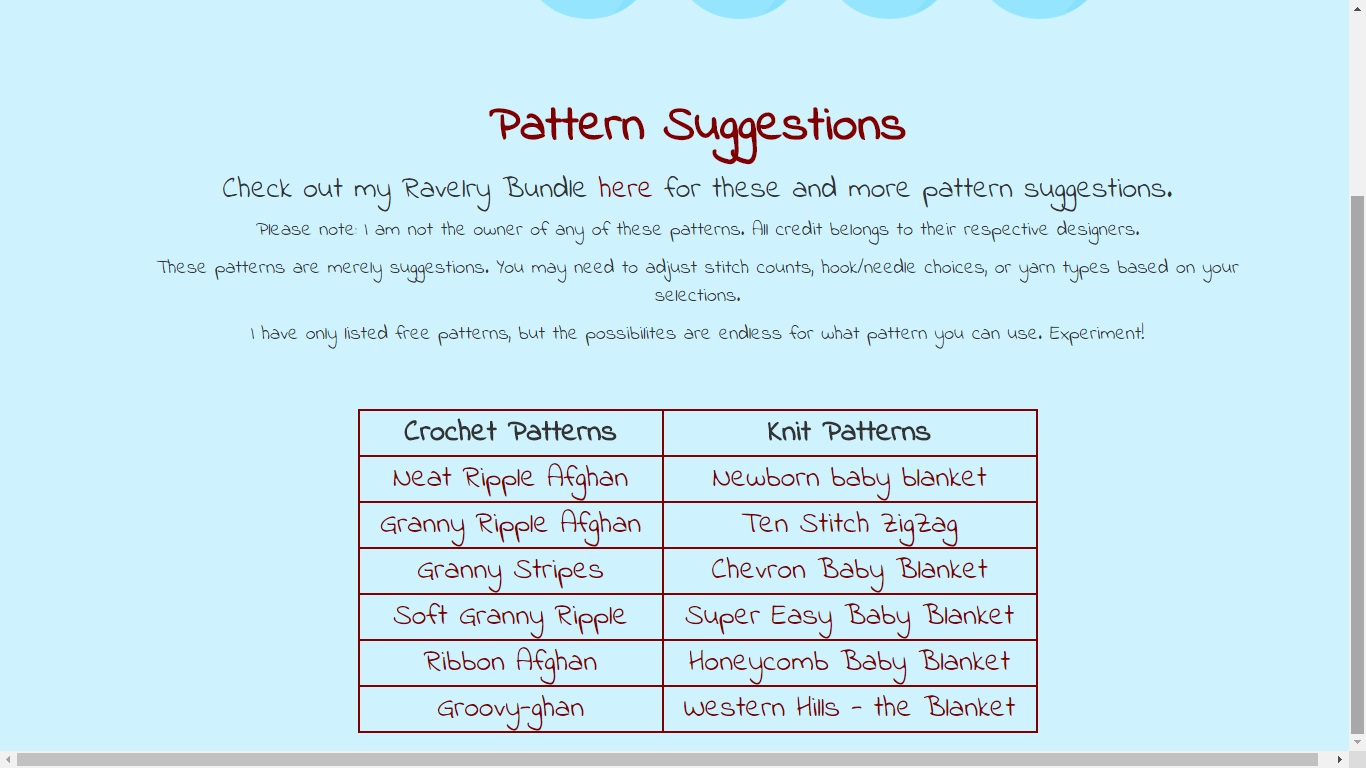 Pattern Suggestions
Check out my Ravelry Bundle here for these and more pattern suggestions.
Please note: I am not the owner of any of these patterns. All credit belongs to their respective designers.
These patterns are merely suggestions. You may need to adjust stitch counts, hook/needle choices, or yarn types based on your
selections.
I have only listed free patterns, but the possibilites are endless for what pattern you can use. Experiment!
Crochet Patterns Knit Patterns
Neat Ripple Afghan Newborn baby blanket
Granny Ripple Afghan Ten Stitch ZigZag
Granny Stripes Chevron Baby Blanket
Soft Granny Ripple Super Easy Baby Blanket
Ribbon Afghan Honeycomb Baby Blanket
Groovy-ghan Western Hills - the Blanket